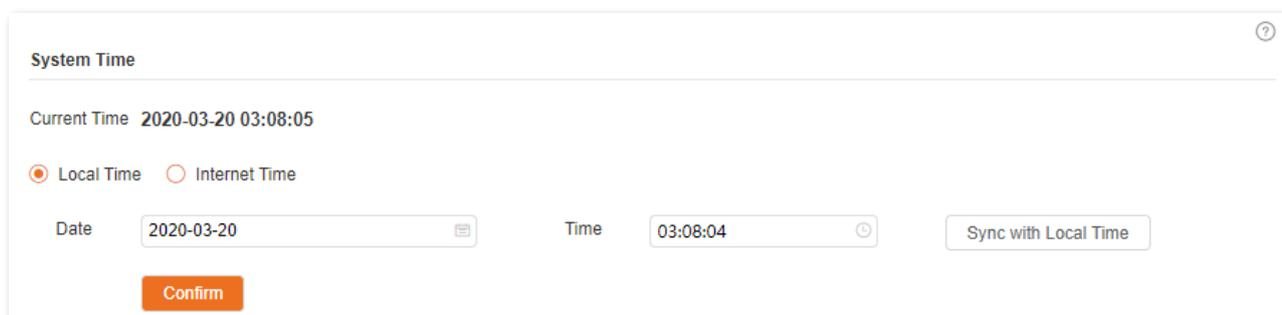 System Time
Current Time 2020-03-20 03:08:05
Local Time Internet Time
Date 2020-03-20 Time 03:08:04 Sync with Local Time
Confirm